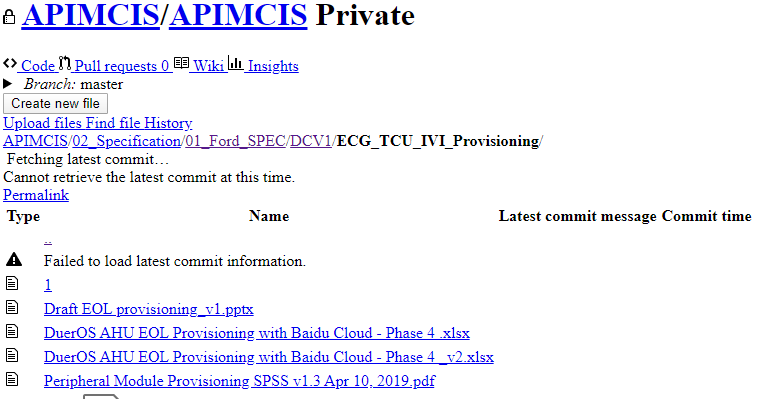 APIMCIS/APIMCIS Private
Code Pull requests 0 Wiki Insights
Branch: master
Create new file
Upload files Find file History
APIMCIS/02_Specification/01_Ford_SPEC/DCV1/ECG_TCU_IVI_Provisioning/
Fetching latest commit…
Cannot retrieve the latest commit at this time.
Permalink
Type Name Latest commit message Commit time
..
Failed to load latest commit information.
1
Draft EOL provisioning_v1.pptx
DuerOS AHU EOL Provisioning with Baidu Cloud - Phase 4 .xlsx
DuerOS AHU EOL Provisioning with Baidu Cloud - Phase 4 _v2.xlsx
Peripheral Module Provisioning SPSS v1.3 Apr 10, 2019.pdf